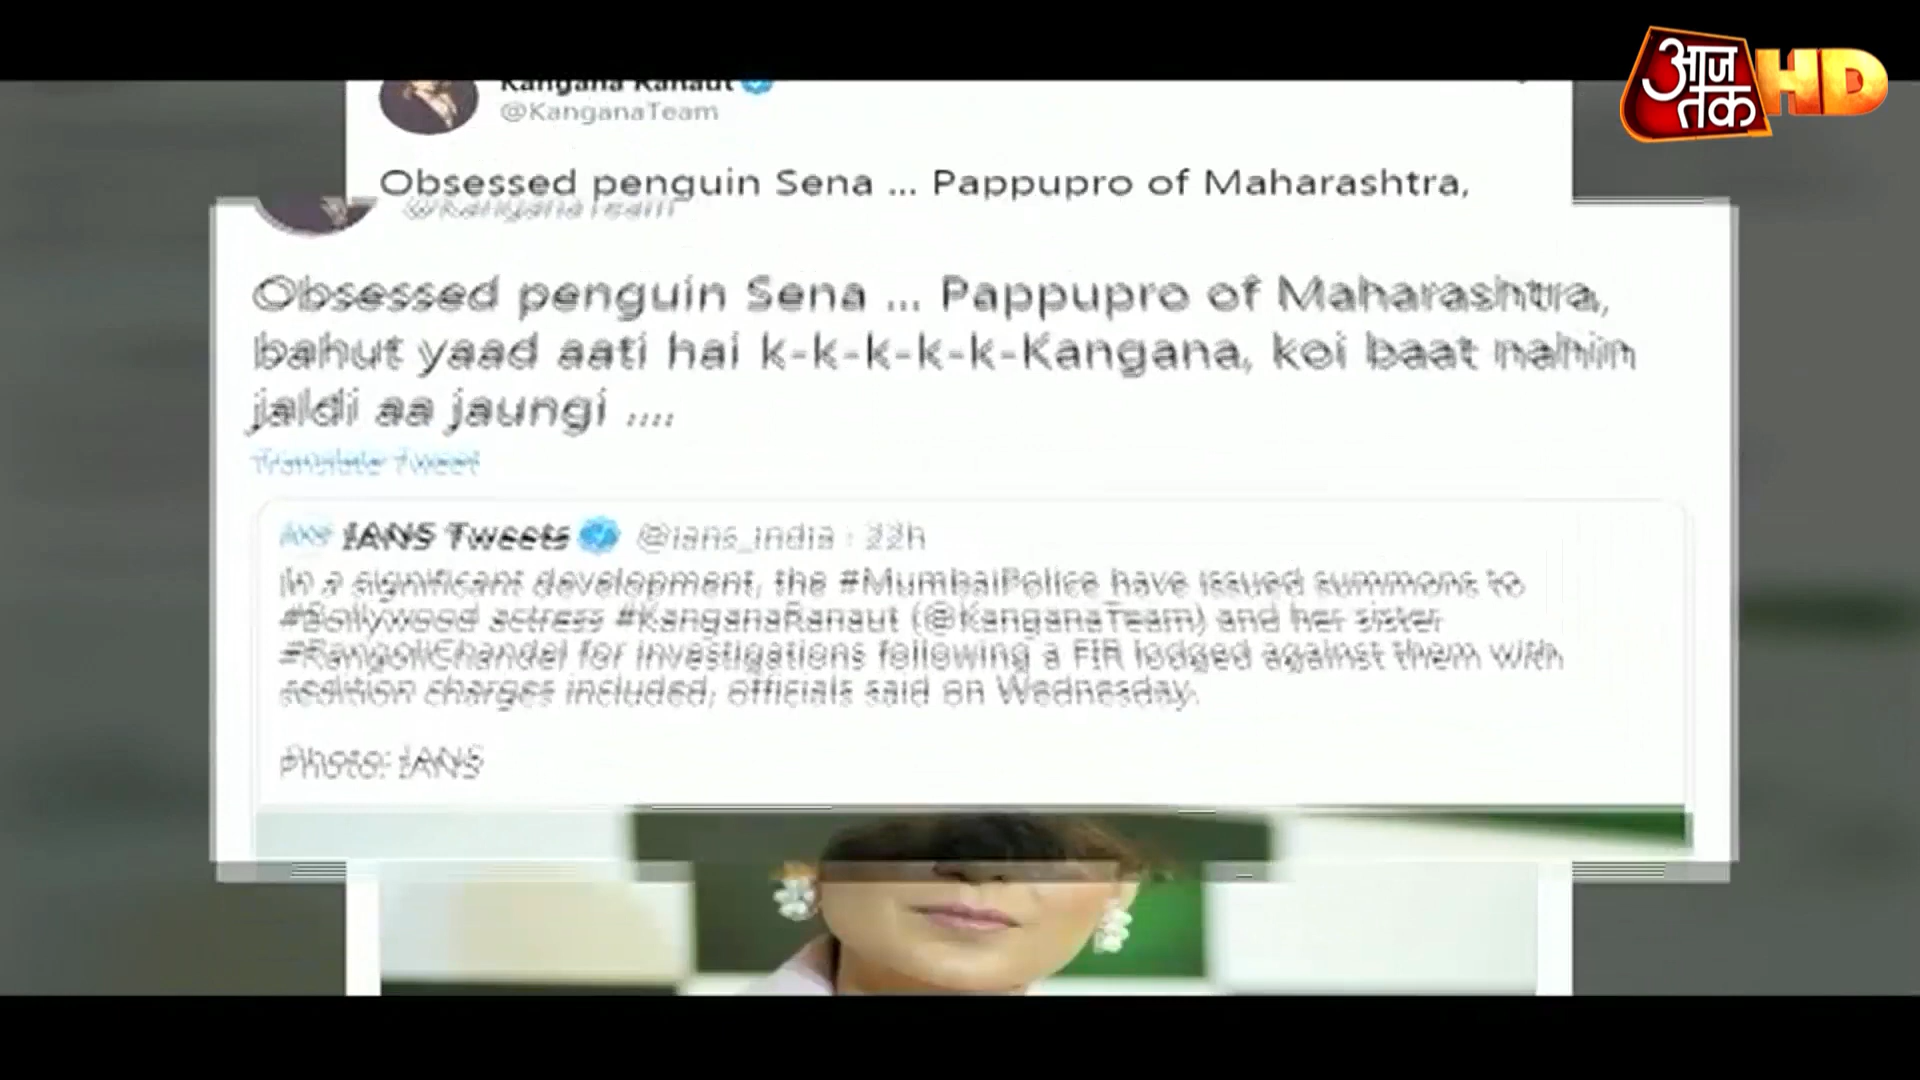 आज
तक HD
Kangana Ranaut
@KanganaTeam
Obsessed penguin Sena ... Pappupro of Maharashtra,
@KanganaTeam
Obsessed penguin Sena ... Pappupro of Maharashtra,
bahut yaad aati hai k-k-k-k-k-Kangana, koi baat nahin
jaldi aa jaungi ....
Translate Tweet
IANS IANS Tweets @ians_india · 22h
In a significant development, the #MumbaiPolice have issued summons to
#Bollywood actress #KanganaRanaut (@KanganaTeam) and her sister
#RangoliChandel for investigations following a FIR lodged against them with
sedition charges included, officials said on Wednesday.
Photo: IANS